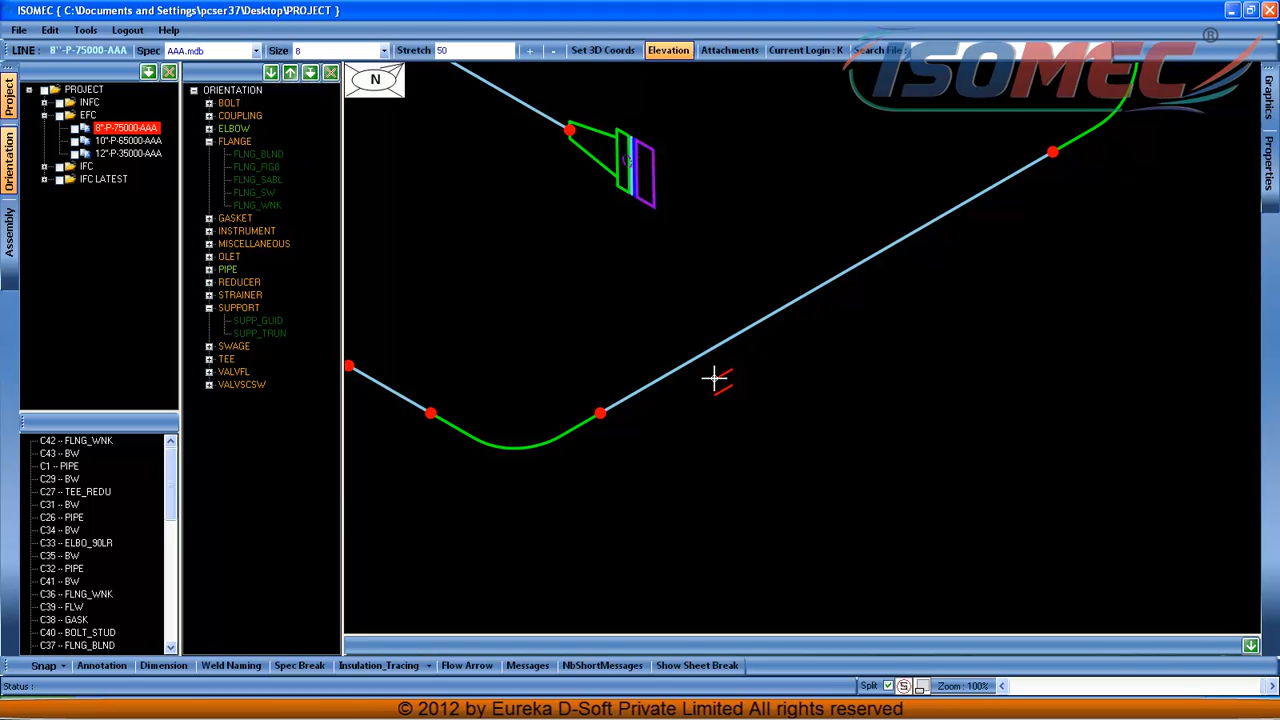 ISOMEC { C:\Documents and Settings\pcser37\Desktop\PROJECT }
File Edit Tools Logout Help
LINE : 8"-P-75000-AAA Spec AAA.mdb Size 8 Stretch 50 + - Set 3D Coords Elevation Attachments Current Login : K Search File :
ISOMEC ®
Project
Orientation
Assembly
PROJECT
INFC
EFC
8"-P-75000-AAA
10"-P-65000-AAA
12"-P-35000-AAA
IFC
IFC LATEST
C42 -- FLNG_WNK
C43 -- BW
C1 -- PIPE
C29 -- BW
C27 -- TEE_REDU
C31 -- BW
C26 -- PIPE
C34 -- BW
C33 -- ELBO_90LR
C35 -- BW
C32 -- PIPE
C41 -- BW
C36 -- FLNG_WNK
C39 -- FLW
C38 -- GASK
C40 -- BOLT_STUD
C37 -- FLNG_BLND
ORIENTATION
BOLT
COUPLING
ELBOW
FLANGE
FLNG_BLND
FLNG_FIG8
FLNG_SABL
FLNG_SW
FLNG_WNK
GASKET
INSTRUMENT
MISCELLANEOUS
OLET
PIPE
REDUCER
STRAINER
SUPPORT
SUPP_GUID
SUPP_TRUN
SWAGE
TEE
VALVFL
VALVSCSW
N
Graphics
Properties
Snap Annotation Dimension Weld Naming Spec Break Insulation_Tracing Flow Arrow Messages NbShortMessages Show Sheet Break
Status : Split S Zoom : 100%
© 2012 by Eureka D-Soft Private Limited All rights reserved